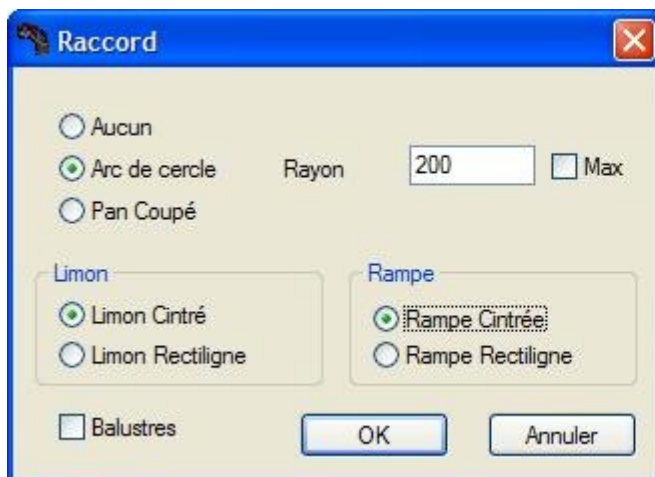 Raccord
Aucun
Arc de cercle Rayon 200 Max
Pan Coupé
Limon Rampe
Limon Cintré Rampe Cintrée
Limon Rectiligne Rampe Rectiligne
Balustres OK Annuler